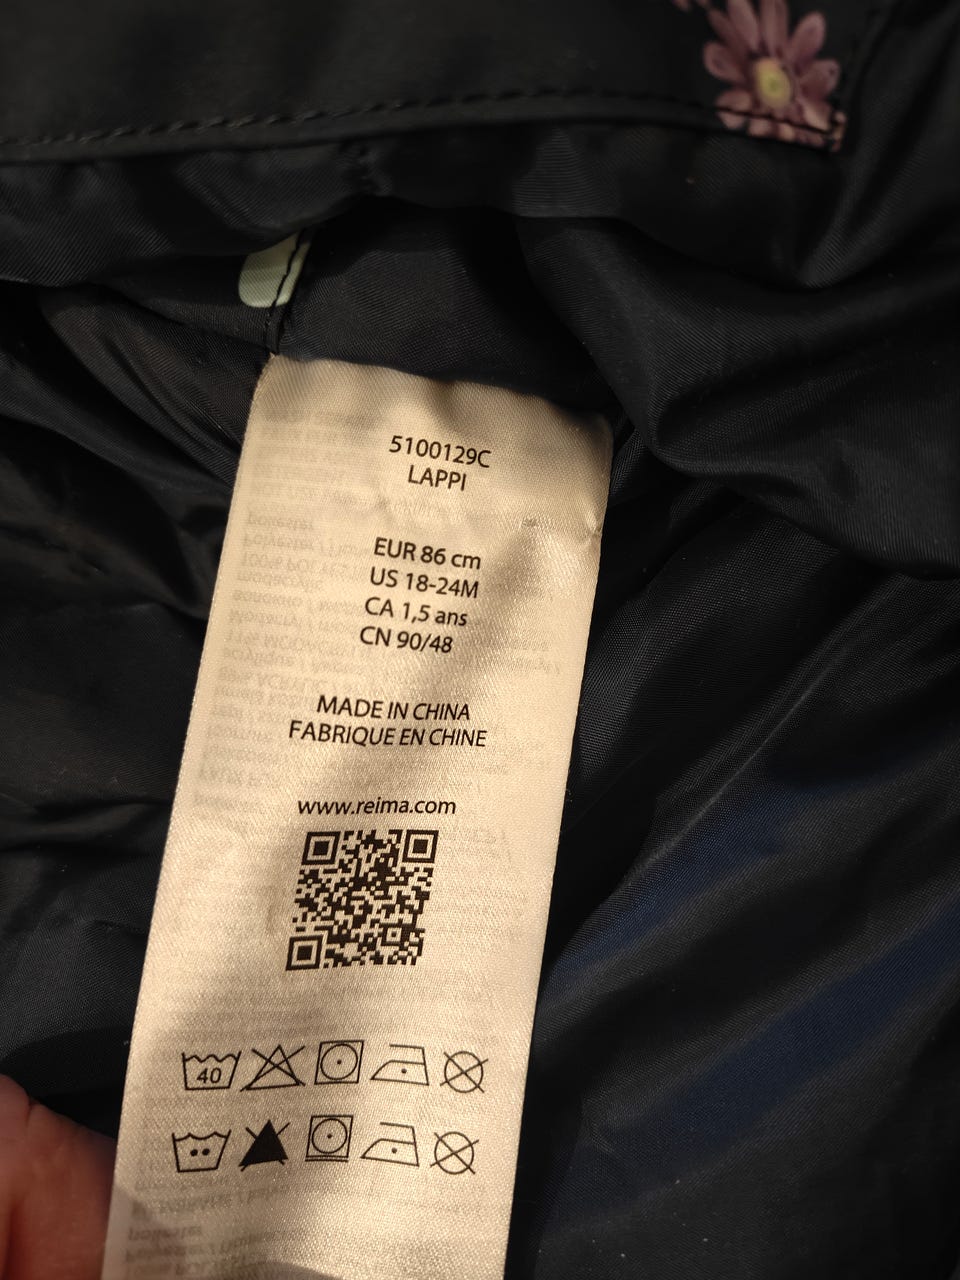 5100129C
LAPPI
EUR 86 cm
US 18-24M
CA 1,5 ans
CN 90/48
MADE IN CHINA
FABRIQUE EN CHINE
www.reima.com
40